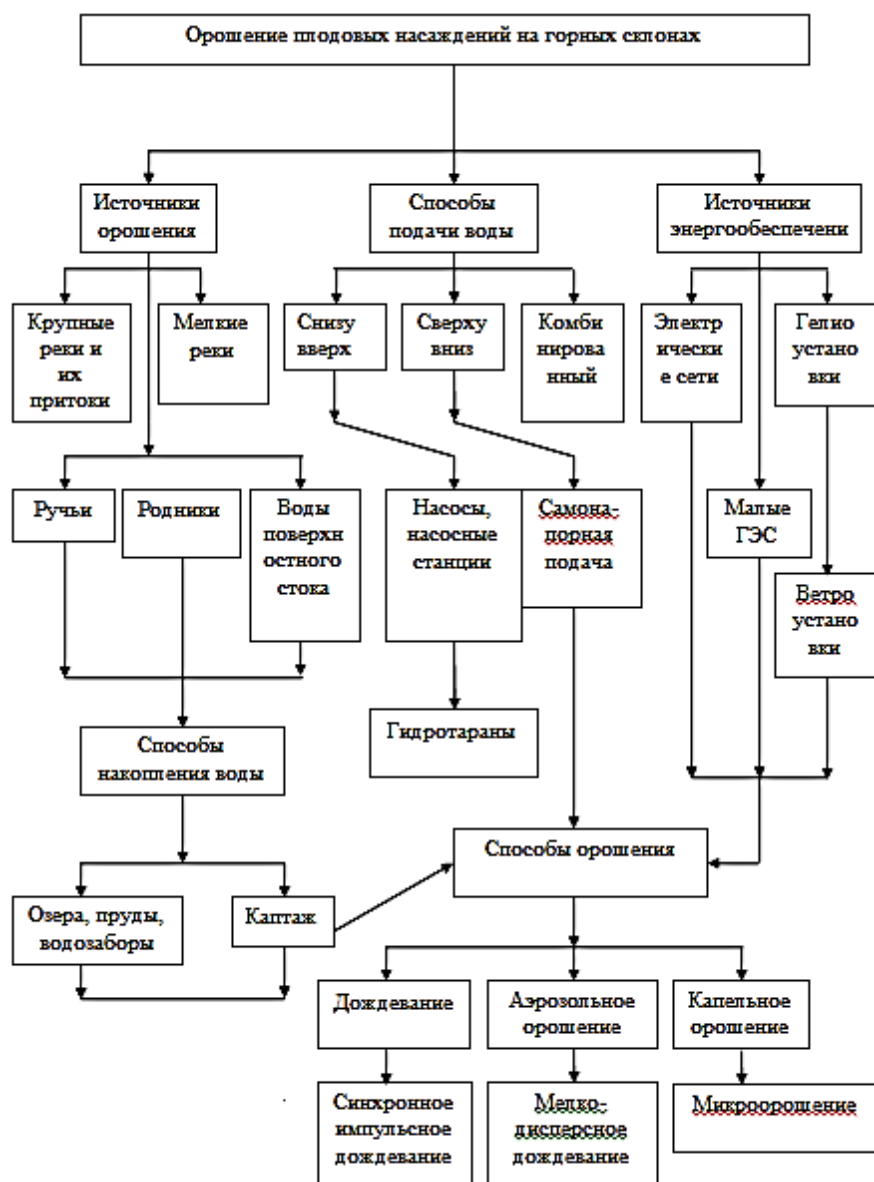 Орошение плодовых насаждений на горных склонах
Источники
орошения
Способы
подачи воды
Источники
энергообеспечени
Крупные
реки и
их
притоки
Мелкие
реки
Снизу
вверх
Сверху
вниз
Комби
нирова
нный
Электр
ически
е сети
Гелио
устано
вки
Ручьи
Родники
Воды
поверхн
остного
стока
Насосы,
насосные
станции
Самона-
порная
подача
Малые
ГЭС
Ветро
устано
вки
Гидротараны
Способы
накопления воды
Способы орошения
Озера, пруды,
водозаборы
Каптаж
Дождевание
Аэрозольное
орошение
Капельное
орошение
Синхронное
импульсное
дождевание
Мелко-
дисперсное
дождевание
Микроорошение